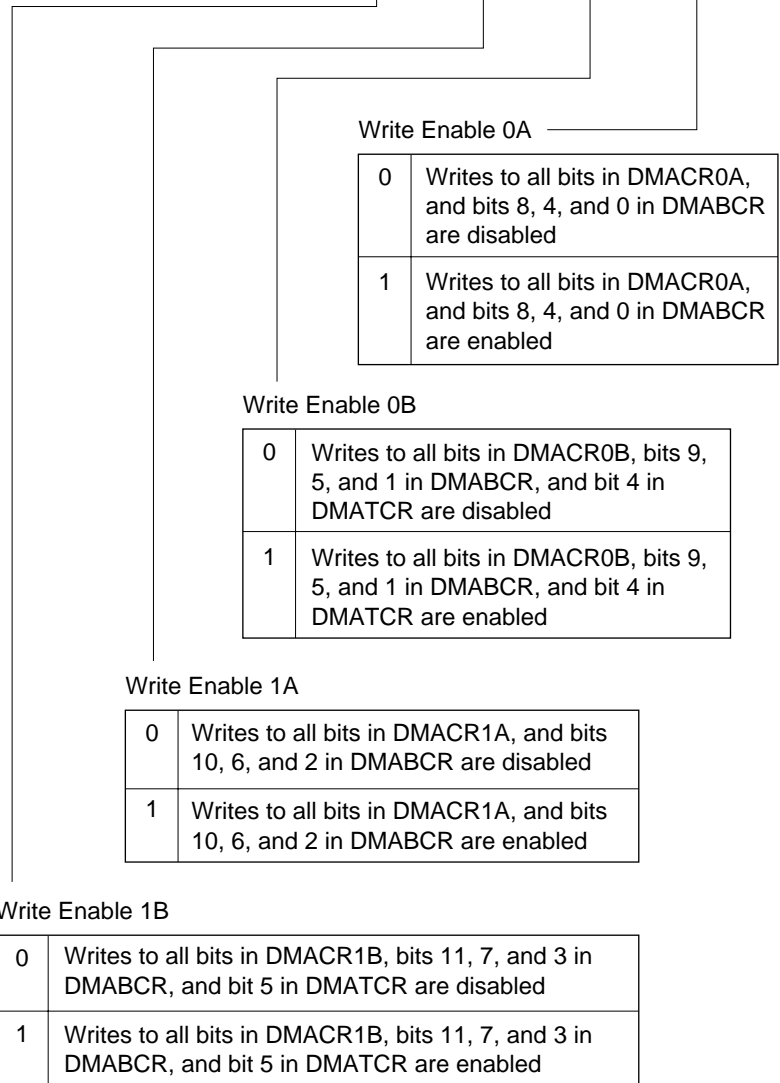 Write Enable 0A
0 Writes to all bits in DMACR0A,
and bits 8, 4, and 0 in DMABCR
are disabled
1 Writes to all bits in DMACR0A,
and bits 8, 4, and 0 in DMABCR
are enabled
Write Enable 0B
0 Writes to all bits in DMACR0B, bits 9,
5, and 1 in DMABCR, and bit 4 in
DMATCR are disabled
1 Writes to all bits in DMACR0B, bits 9,
5, and 1 in DMABCR, and bit 4 in
DMATCR are enabled
Write Enable 1A
0 Writes to all bits in DMACR1A, and bits
10, 6, and 2 in DMABCR are disabled
1 Writes to all bits in DMACR1A, and bits
10, 6, and 2 in DMABCR are enabled
Write Enable 1B
0 Writes to all bits in DMACR1B, bits 11, 7, and 3 in
DMABCR, and bit 5 in DMATCR are disabled
1 Writes to all bits in DMACR1B, bits 11, 7, and 3 in
DMABCR, and bit 5 in DMATCR are enabled